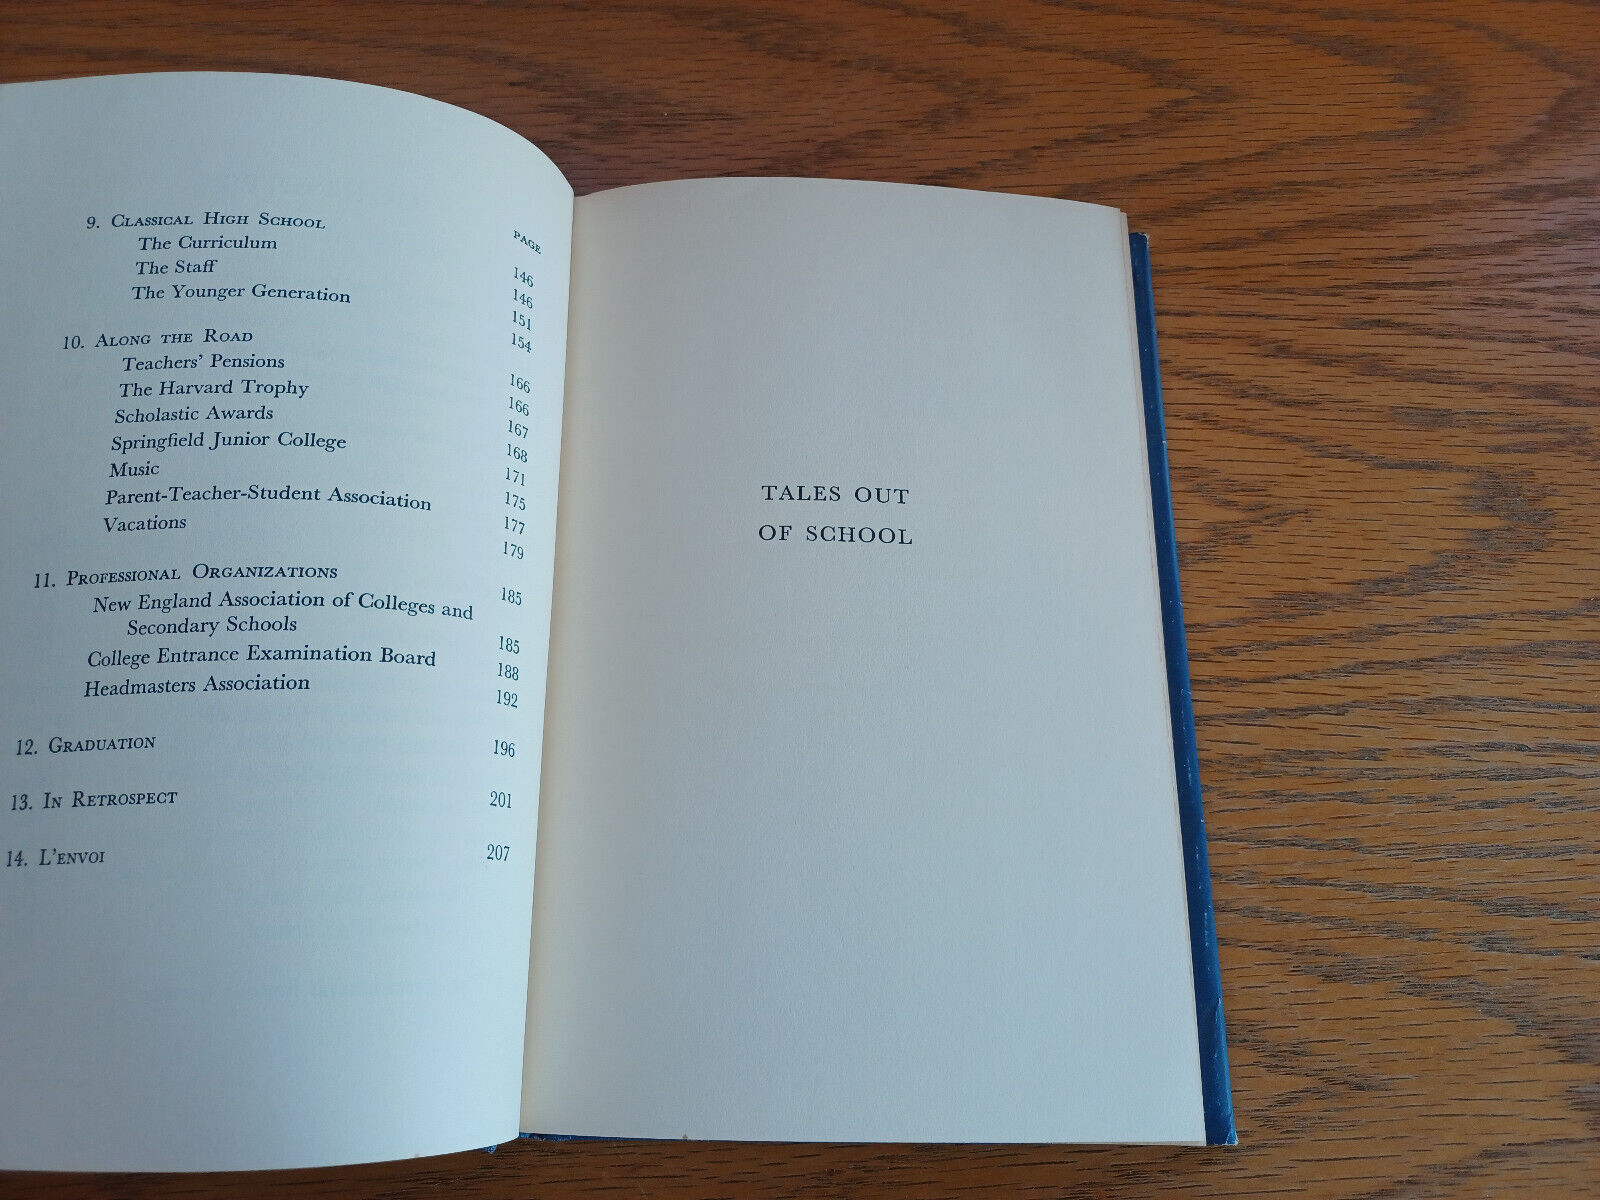 PAGE
9. Classical High School 146
The Curriculum 146
The Staff 151
The Younger Generation 154
10. Along the Road 166
Teachers' Pensions 166
The Harvard Trophy 167
Scholastic Awards 168
Springfield Junior College 171
Music 175
Parent-Teacher-Student Association 177
Vacations 179
11. Professional Organizations 185
New England Association of Colleges and
Secondary Schools 185
College Entrance Examination Board 188
Headmasters Association 192
12. Graduation 196
13. In Retrospect 201
14. L'envoi 207
TALES OUT
OF SCHOOL